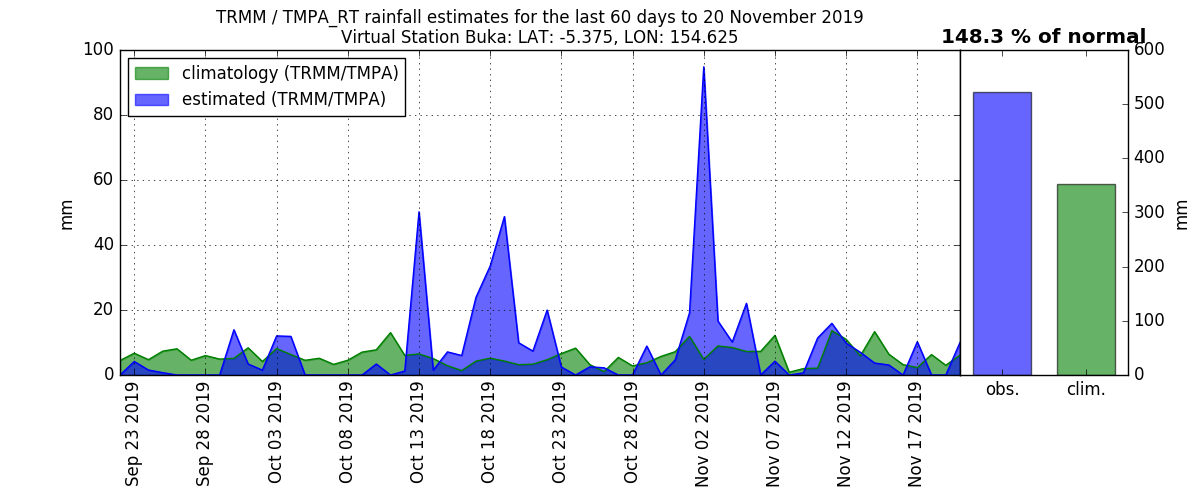 TRMM / TMPA_RT rainfall estimates for the last 60 days to 20 November 2019
Virtual Station Buka: LAT: -5.375, LON: 154.625
148.3 % of normal
climatology (TRMM/TMPA)
estimated (TRMM/TMPA)
mm
100
80
60
40
20
0
Sep 23 2019
Sep 28 2019
Oct 03 2019
Oct 08 2019
Oct 13 2019
Oct 18 2019
Oct 23 2019
Oct 28 2019
Nov 02 2019
Nov 07 2019
Nov 12 2019
Nov 17 2019
600
500
400
300
200
100
0
mm
obs.
clim.